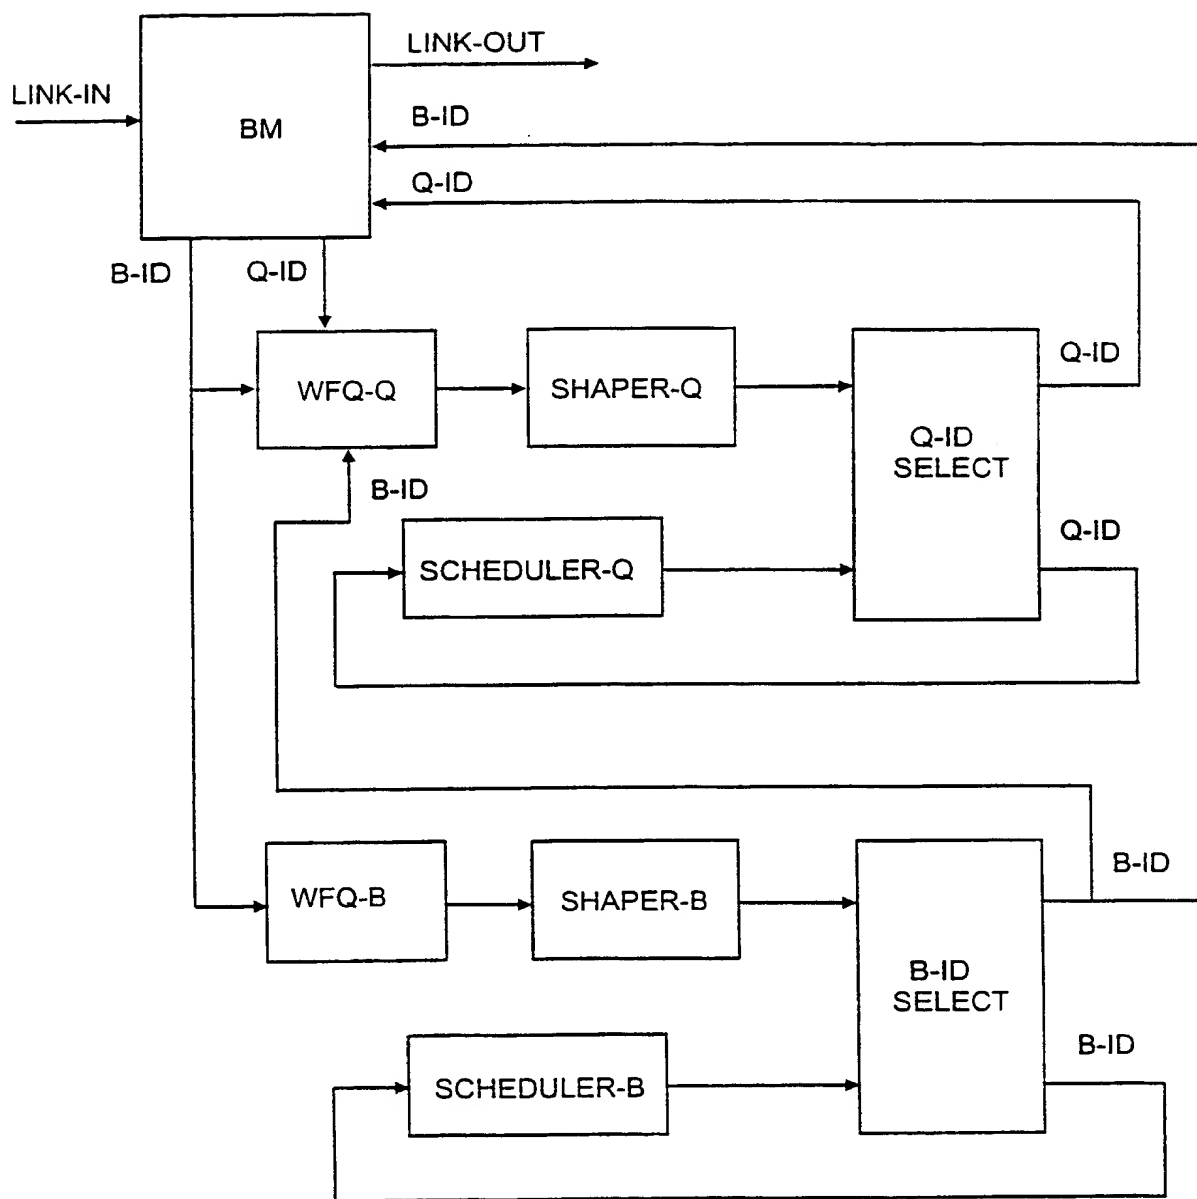 LINK-OUT
LINK-IN
BM
B-ID
Q-ID
B-ID
Q-ID
WFQ-Q
SHAPER-Q
Q-ID
Q-ID
SELECT
B-ID
SCHEDULER-Q
Q-ID
WFQ-B
SHAPER-B
B-ID
B-ID
SELECT
SCHEDULER-B
B-ID